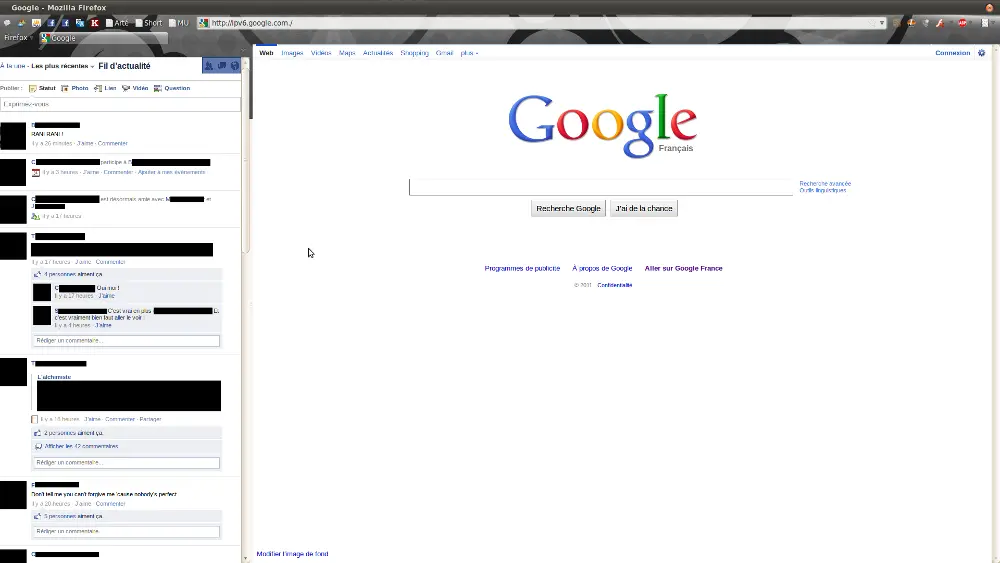 Google - Mozilla Firefox
Arte Short MU http://ipv6.google.com./
Firefox Google
À la une · Les plus récentes Fil d'actualité
Publier : Statut Photo Lien Vidéo Question
Exprimez-vous
RANI RANI !
Il y a 26 minutes · J'aime · Commenter
C participe à
Il y a 3 heures · J'aime · Commenter · Ajouter à mes événements
est désormais amie avec M et
J
Il y a 17 heures
T
Il y a 17 heures · J'aime · Commenter
4 personnes aiment ça.
Oui moi !
Il y a 17 heures · J'aime
C'est vrai en plus Et
c'est vraiment bien faut aller le voir !
Il y a 4 heures · J'aime
Rédiger un commentaire...
T
L'alchimiste
Il y a 16 heures · J'aime · Commenter · Partager
2 personnes aiment ça.
Afficher les 42 commentaires
Rédiger un commentaire...
Don't tell me you can't forgive me 'cause nobody's perfect
Il y a 20 heures · J'aime · Commenter
5 personnes aiment ça.
Rédiger un commentaire...
Web Images Vidéos Maps Actualités Shopping Gmail plus Connexion
Google
Français
Recherche avancée
Outils linguistiques
Recherche Google J'ai de la chance
Programmes de publicité À propos de Google Aller sur Google France
© 2011 - Confidentialité
Modifier l'image de fond